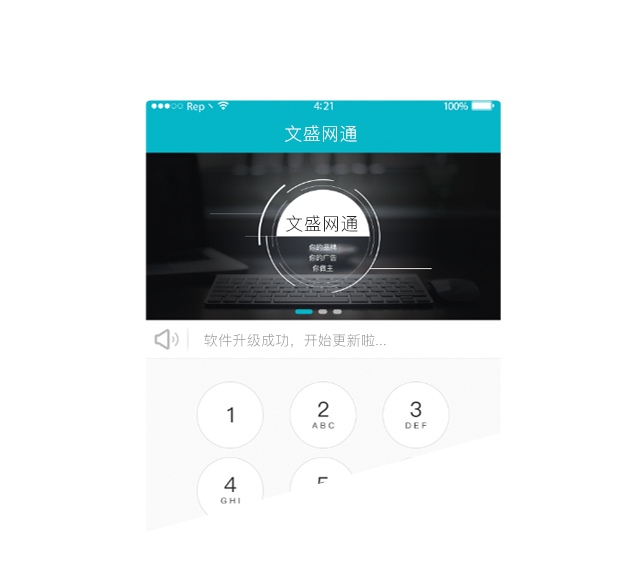 Rep
4:21
100%
文盛网通
文盛网通
你的品牌
你的广告
你做主
软件升级成功，开始更新啦...
1
2
3
ABC
DEF
4
5
GHI